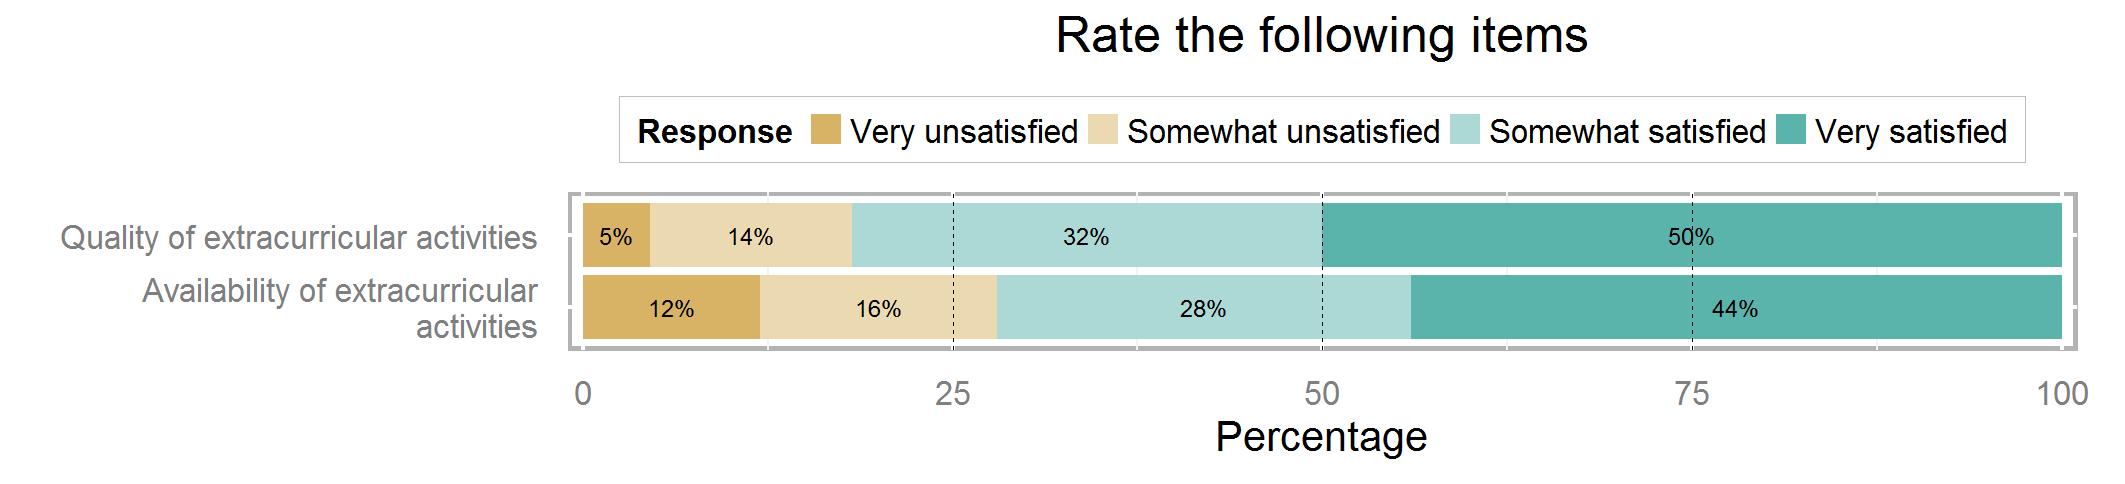 Rate the following items
Response Very unsatisfied Somewhat unsatisfied Somewhat satisfied Very satisfied
Quality of extracurricular activities 5% 14% 32% 50%
Availability of extracurricular
activities 12% 16% 28% 44%
0 25 50 75 100
Percentage